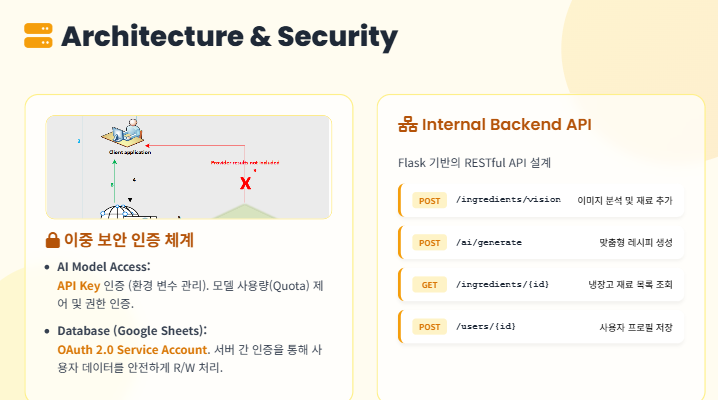 Architecture & Security
Client application
Provider results not included
X
이중 보안 인증 체계
AI Model Access:
API Key 인증 (환경 변수 관리). 모델 사용량(Quota) 제
어 및 권한 인증.
Database (Google Sheets):
OAuth 2.0 Service Account. 서버 간 인증을 통해 사
용자 데이터를 안전하게 R/W 처리.
Internal Backend API
Flask 기반의 RESTful API 설계
POST /ingredients/vision 이미지 분석 및 재료 추가
POST /ai/generate 맞춤형 레시피 생성
GET /ingredients/{id} 냉장고 재료 목록 조회
POST /users/{id} 사용자 프로필 저장